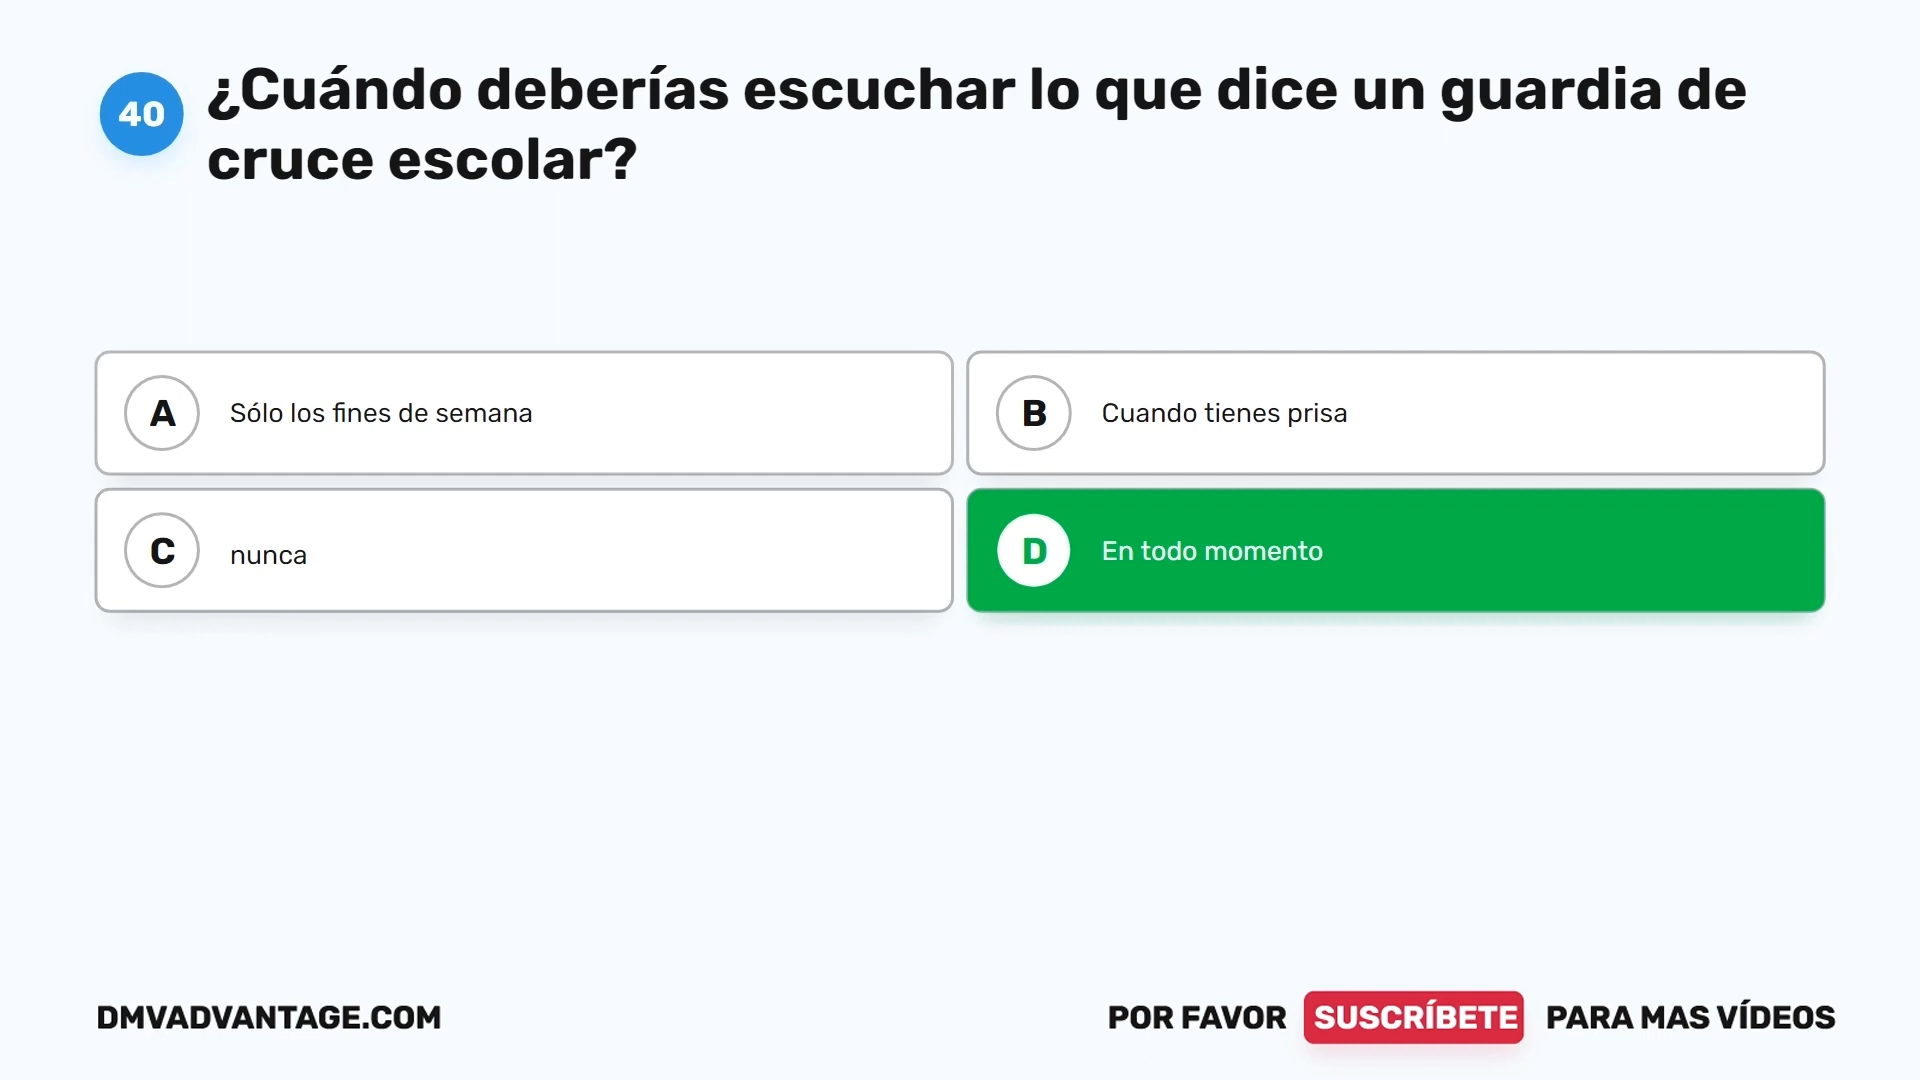 40
¿Cuándo deberías escuchar lo que dice un guardia de
cruce escolar?
A Sólo los fines de semana
B Cuando tienes prisa
C nunca
D En todo momento
DMVADVANTAGE.COM
POR FAVOR SUSCRÍBETE PARA MAS VÍDEOS